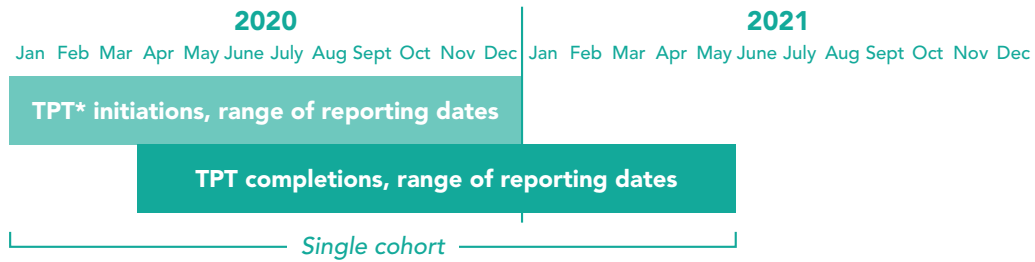 2020 2021
Jan Feb Mar Apr May June July Aug Sept Oct Nov Dec Jan Feb Mar Apr May June July Aug Sept Oct Nov Dec
TPT* initiations, range of reporting dates
TPT completions, range of reporting dates
Single cohort